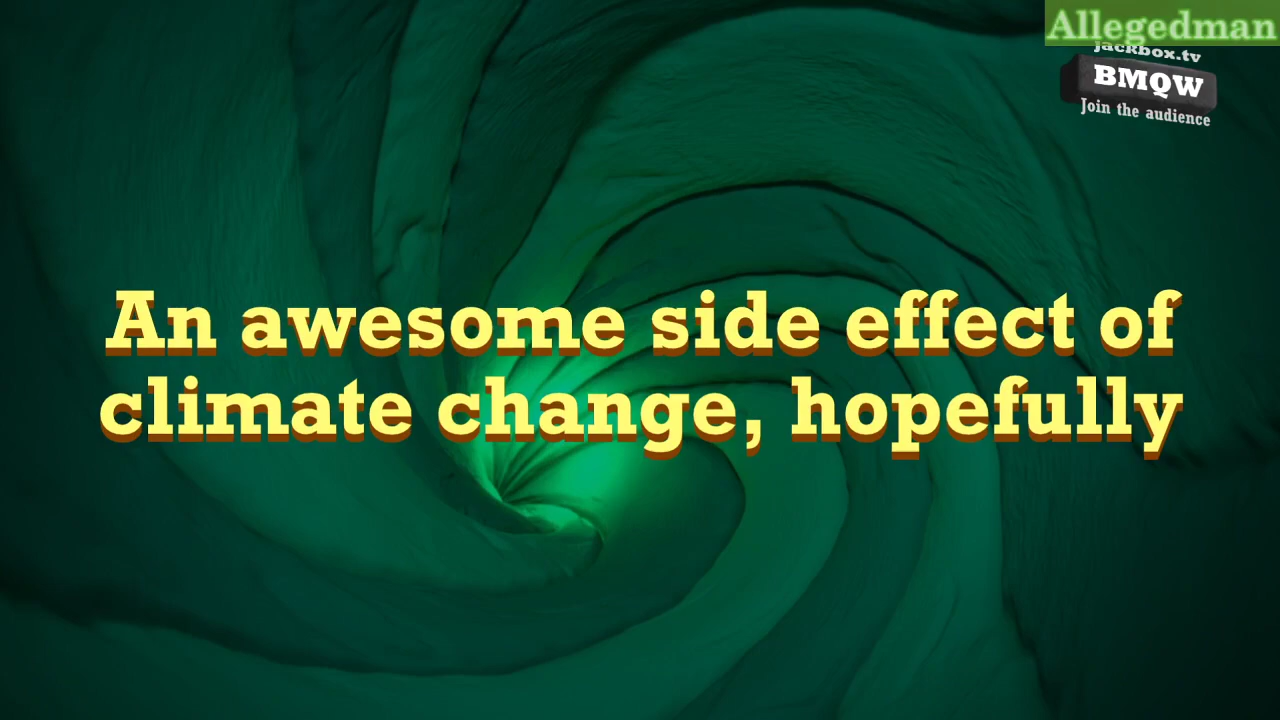 Allegedman
jackbox.tv
BMQW
Join the audience
An awesome side effect of
climate change, hopefully